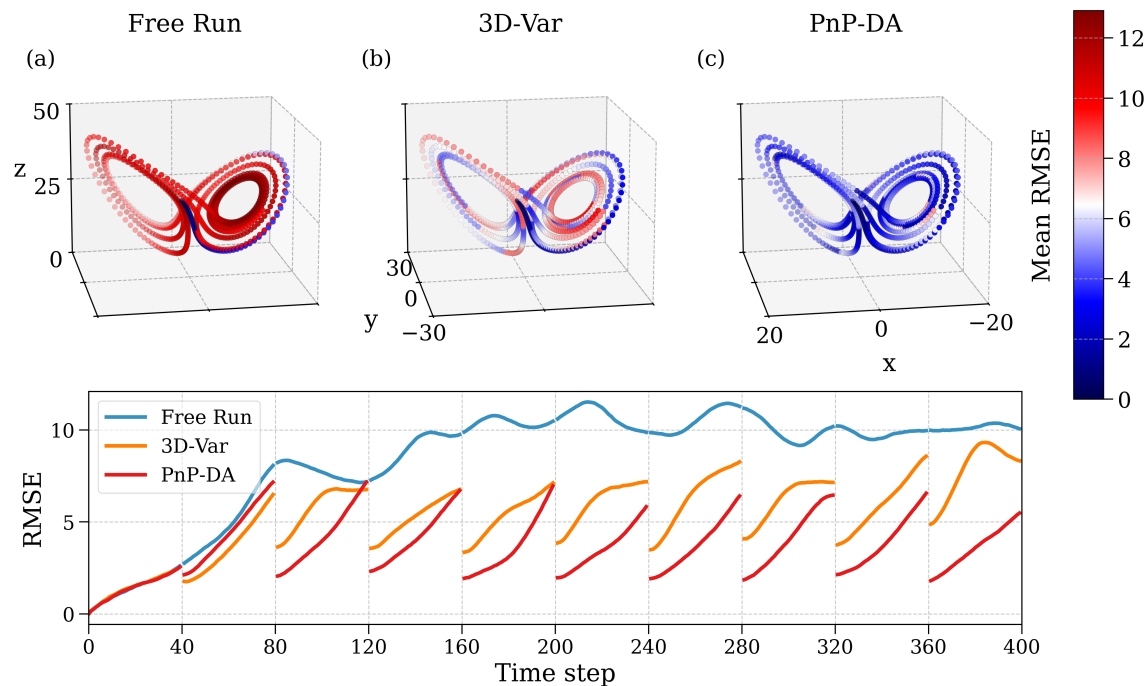 Free Run
3D-Var
PnP-DA
(a)
(b)
(c)
50
z
25
0
30
0
y
−30
20
0
−20
x
12
10
8
6
4
2
0
Mean RMSE
Free Run
3D-Var
PnP-DA
RMSE
10
5
0
0
40
80
120
160
200
240
280
320
360
400
Time step